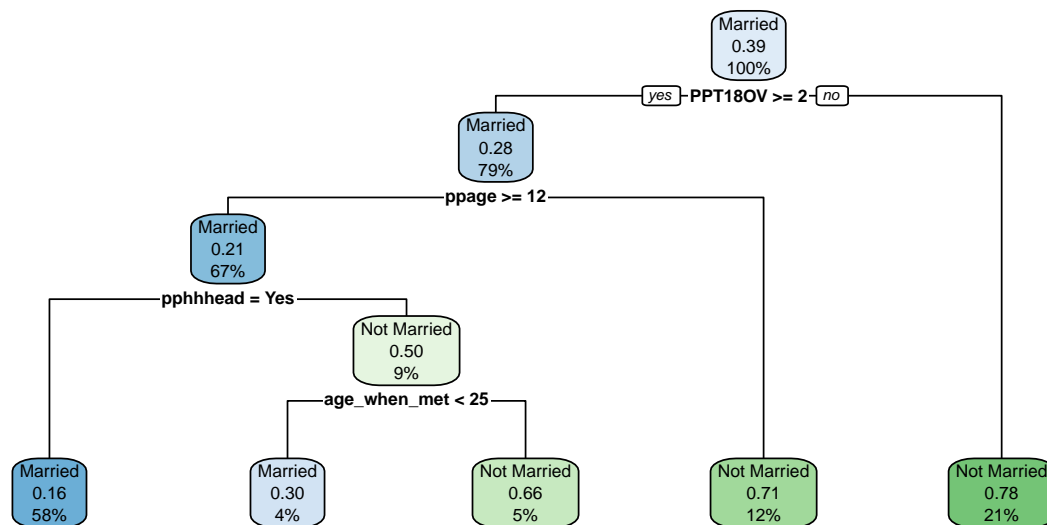 Married
0.39
100%
yes PPT18OV >= 2 no
Married
0.28
79%
ppage >= 12
Married
0.21
67%
pphhhead = Yes
Not Married
0.50
9%
age_when_met < 25
Married
0.16
58%
Married
0.30
4%
Not Married
0.66
5%
Not Married
0.71
12%
Not Married
0.78
21%